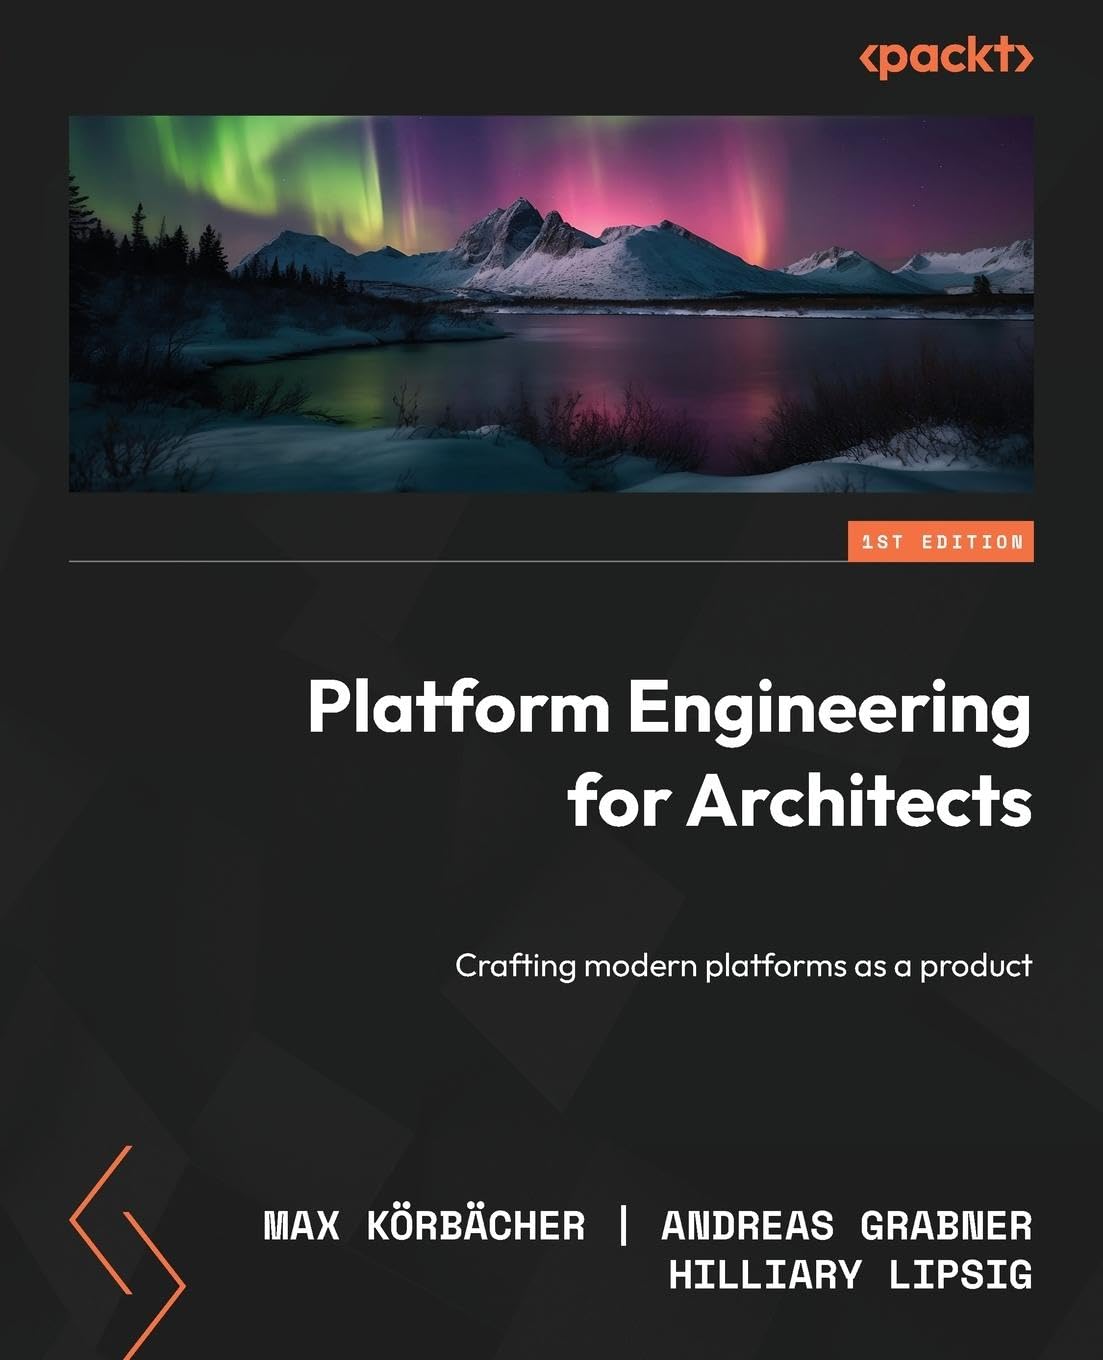 <packt>
1ST EDITION
Platform Engineering
for Architects
Crafting modern platforms as a product
MAX KÖRBÄCHER | ANDREAS GRABNER
HILLIARY LIPSIG